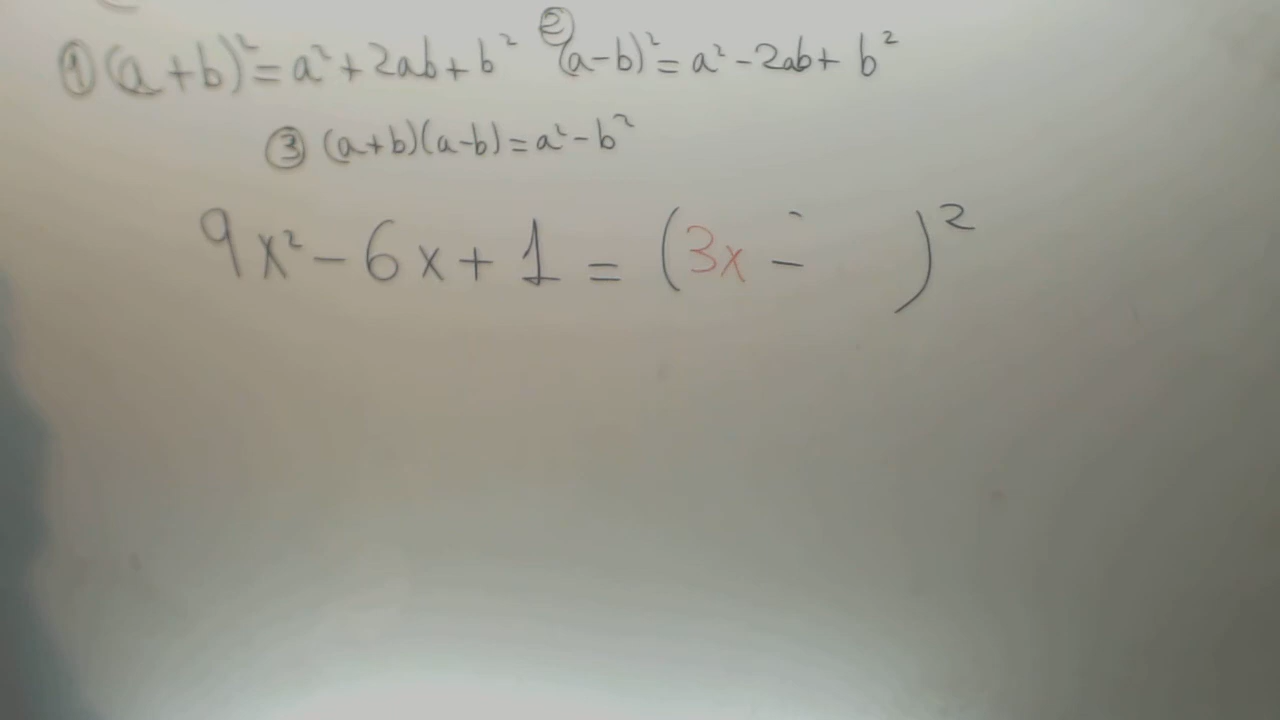 ① (a+b)² = a² + 2ab + b² ② (a-b)² = a² - 2ab + b²
③ (a+b)(a-b) = a² - b²
9x² - 6x + 1 = (3x - )²